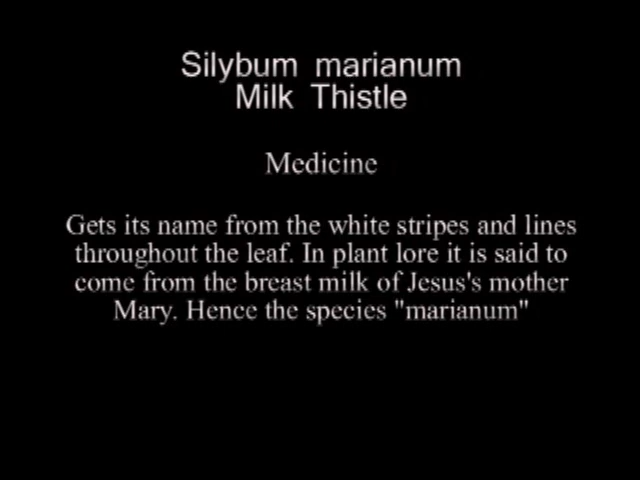 Silybum marianum
Milk Thistle
Medicine
Gets its name from the white stripes and lines
throughout the leaf. In plant lore it is said to
come from the breast milk of Jesus's mother
Mary. Hence the species "marianum"